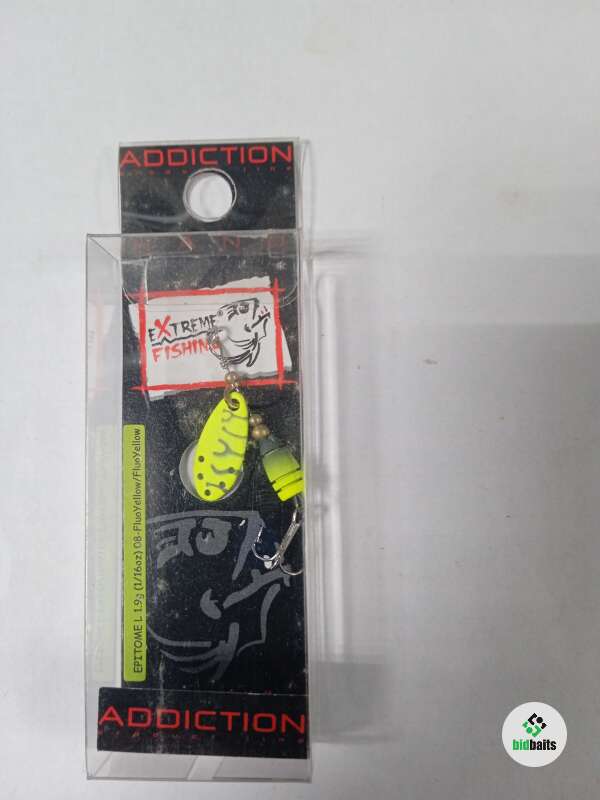 ADDICTION
EXTREME
FISHING
EPITOME L 1.9g (1/16oz) 08-FluoYellow/FluoYellow
ADDICTION
bidbaits